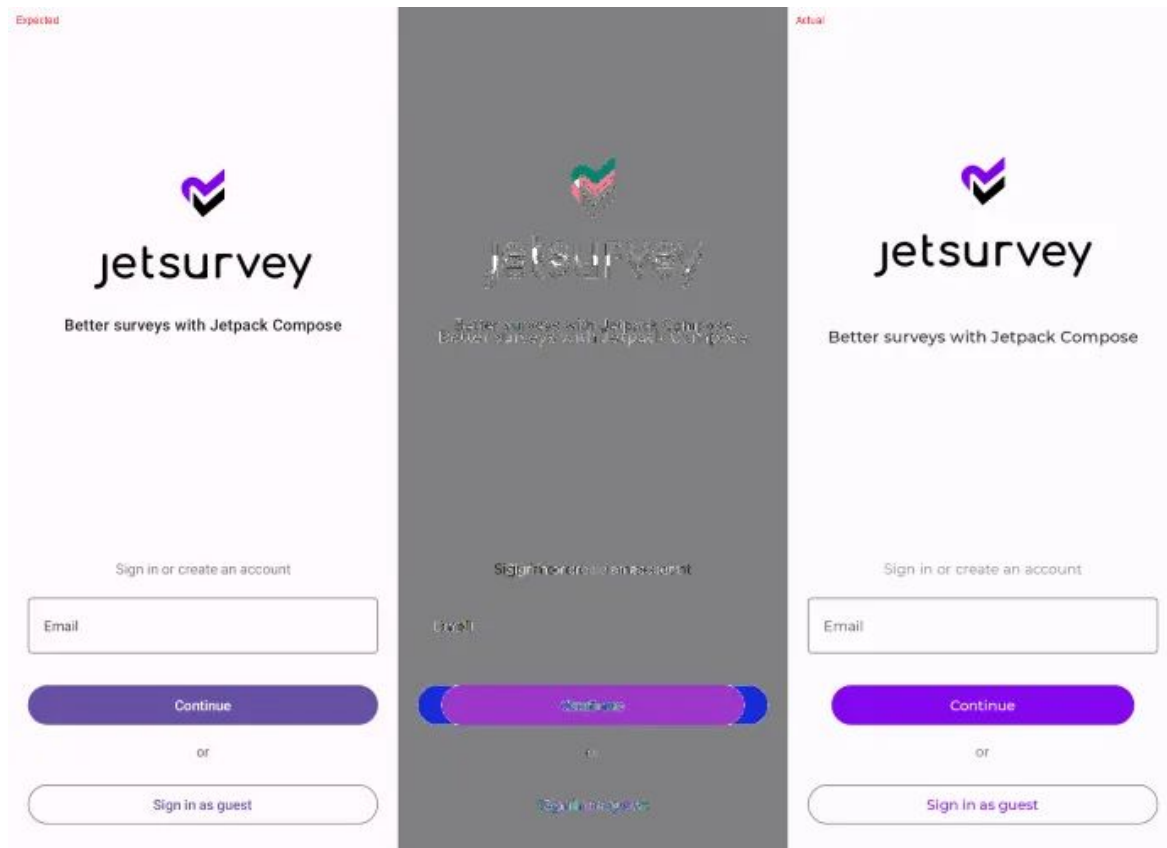 Expected
jetsurvey
Better surveys with Jetpack Compose
Sign in or create an account
Email
Continue
or
Sign in as guest
jetsurvey
Actual
jetsurvey
Better surveys with Jetpack Compose
Sign in or create an account
Email
Continue
or
Sign in as guest